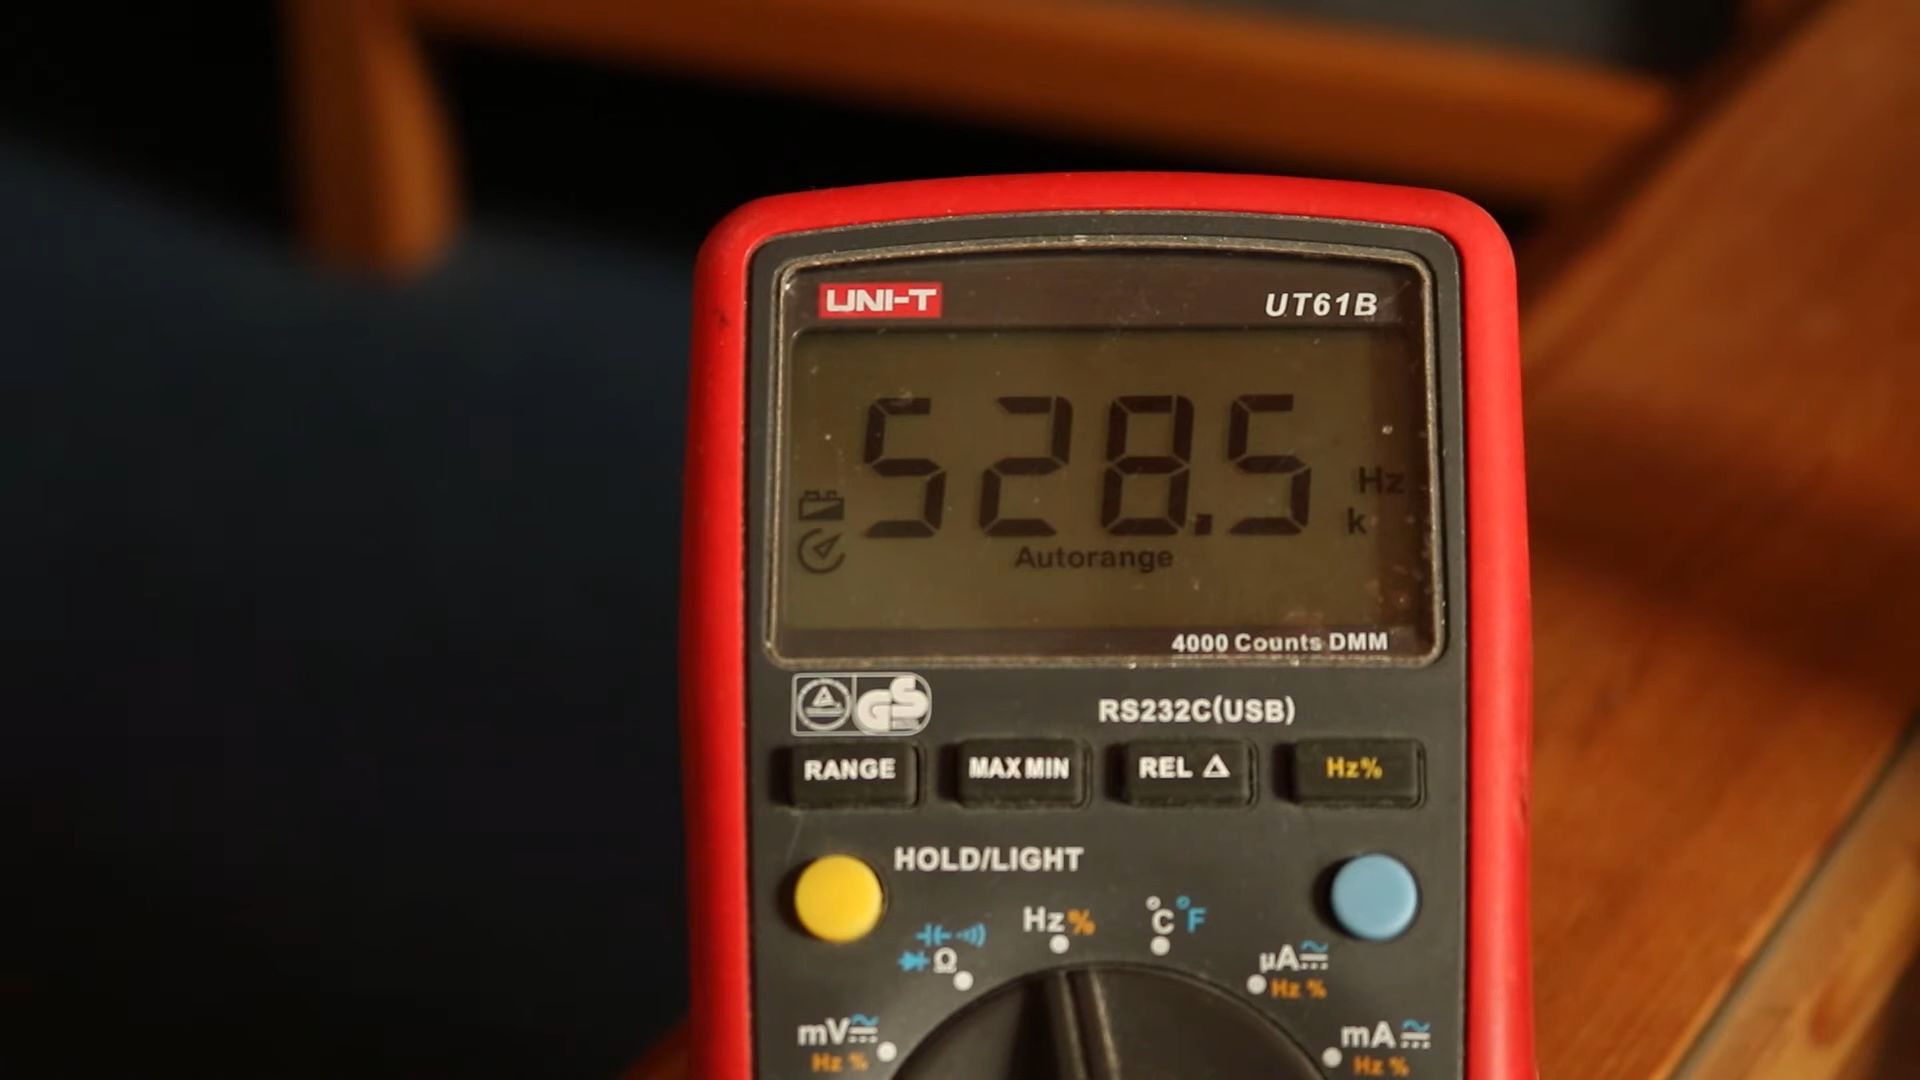 UNI-T UT61B
528.5 Hz
k
Autorange
4000 Counts DMM
GS RS232C(USB)
RANGE MAX MIN REL △ Hz%
HOLD/LIGHT
Hz% °C °F
Ω
µA Hz %
mV Hz % mA Hz %